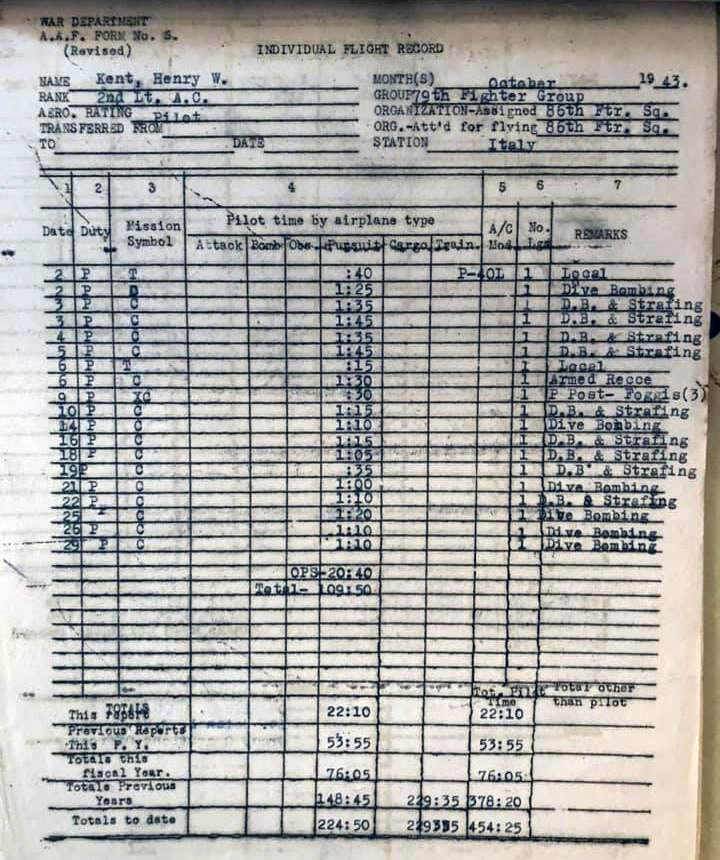 WAR DEPARTMENT
A.A.F. FORM No. 5.
(Revised)
INDIVIDUAL FLIGHT RECORD
NAME Kent, Henry W. MONTH(S) October 1943.
RANK 2nd Lt. A.C. GROUP 79th Fighter Group
AERO. RATING Pilot ORGANIZATION-Assigned 86th Ftr. Sq.
TRANSFERRED FROM ORG.-Att'd for flying 86th Ftr. Sq.
TO DATE STATION Italy
1 2 3 4 5 6 7
Date Duty Mission Symbol Pilot time by airplane type A/C Mod. No. Lgs REMARKS
Attack Bomb Obs. Pursuit Cargo Train.
2 P T :40 P-40L 1 Local
2 P D 1:25 1 Dive Bombing
3 P C 1:35 1 D.B. & Strafing
3 P C 1:45 1 D.B. & Strafing
4 P C 1:35 1 D.B. & Strafing
5 P C 1:45 1 D.B. & Strafing
6 P T :15 1 Local
6 P C 1:30 1 Armed Recce
9 P XC :30 1 P Post- Foggis(3)
10 P C 1:15 1 D.B. & Strafing
14 P C 1:10 1 Dive Bombing
16 P C 1:15 1 D.B. & Strafing
18 P C 1:05 1 D.B. & Strafing
19P C :35 1 D.B' & Strafing
21 P C 1:00 1 Dive Bombing
22 P C 1:10 1 D.B. & Strafing
25 P C 1:20 1 Dive Bombing
26 P C 1:10 1 Dive Bombing
29 P C 1:10 1 Dive Bombing
OPS-20:40
Total- 109:50
TOTALS Tot. Pilot Time Total other than pilot
This report 22:10 22:10
Previous Reports
This F. Y. 53:55 53:55
Totals this
fiscal Year. 76:05 76:05
Totals Previous
Years 148:45 229:35 378:20
Totals to date 224:50 229335 454:25